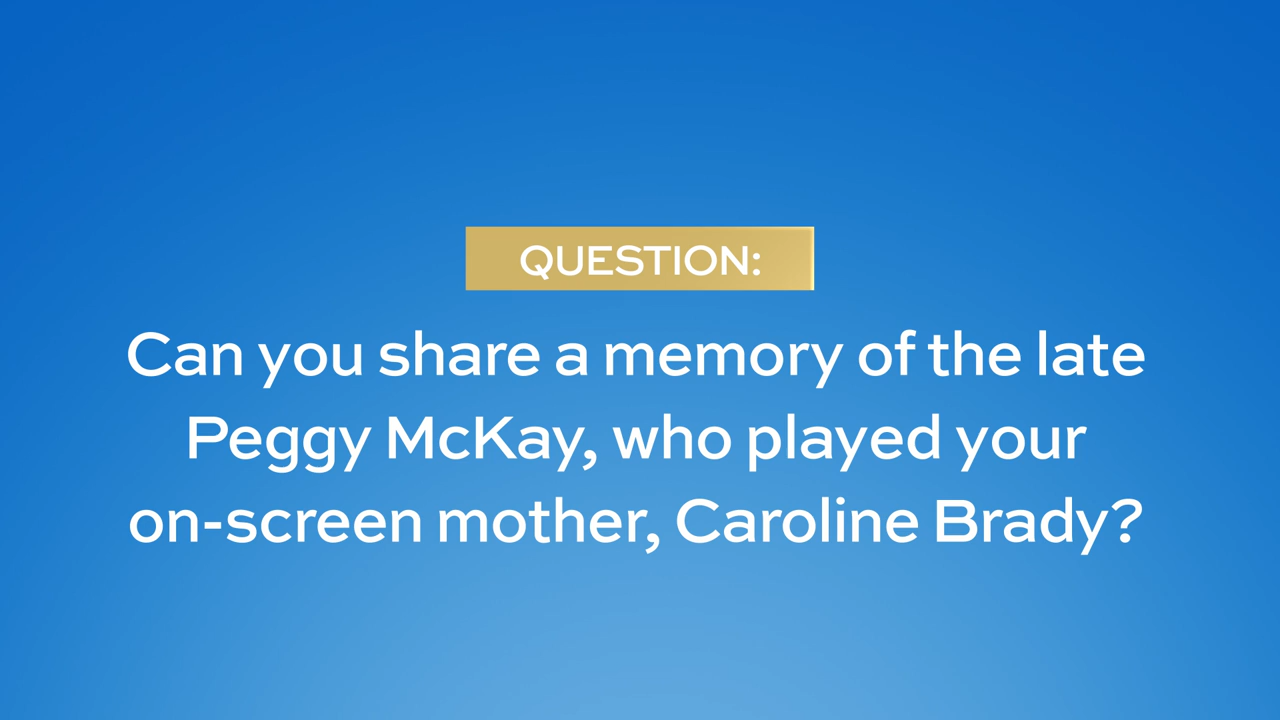 QUESTION:
Can you share a memory of the late
Peggy McKay, who played your
on-screen mother, Caroline Brady?